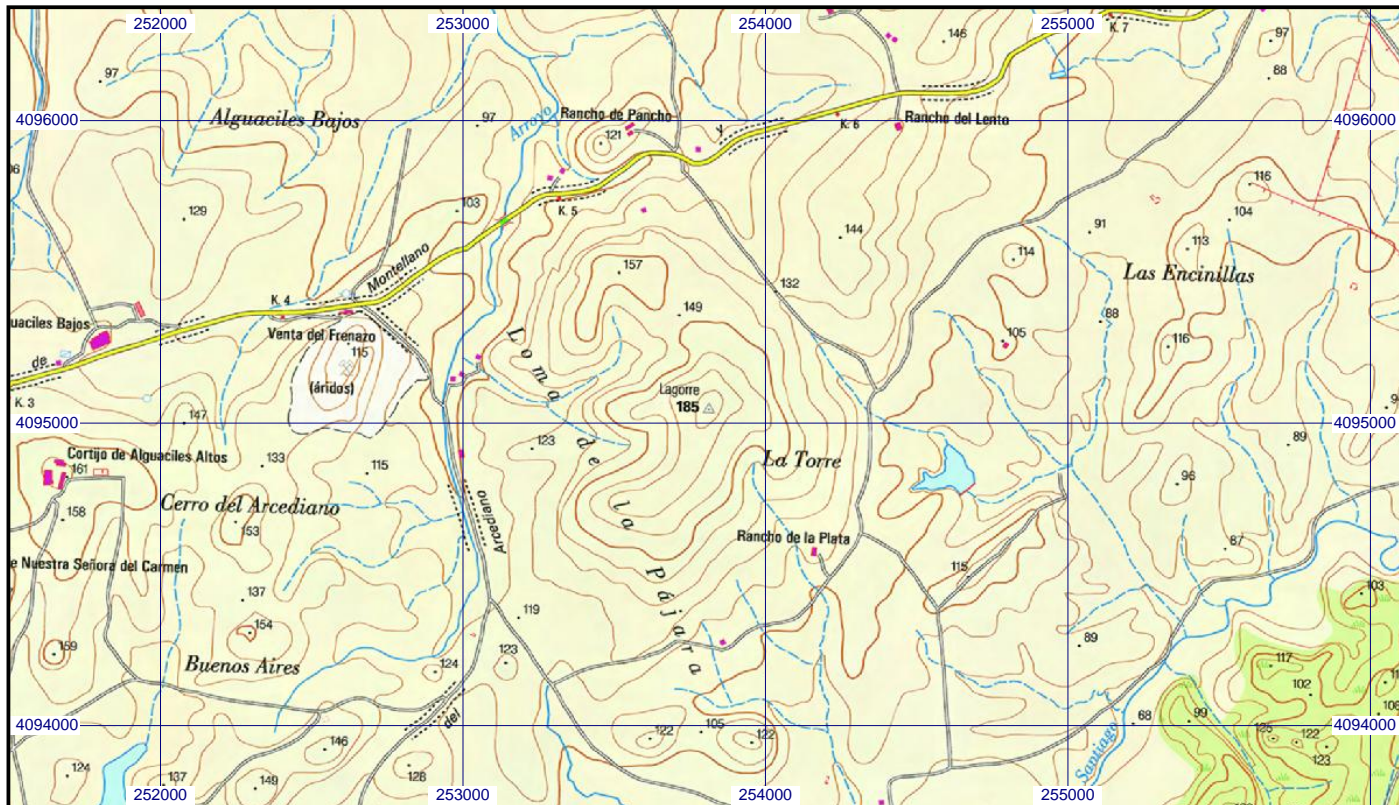 252000
253000
254000
255000
K. 7
146
97
97
88
4096000
4096000
Alguaciles Bajos
97
Arroyo
Rancho de Pancho
121
y
K. 6
Rancho del Lento
116
129
103
K. 5
144
91
104
113
114
Las Encinillas
Montellano
157
132
K. 4
149
88
uaciles Bajos
Venta del Frenazo
115
105
116
de
(áridos)
K. 3
Lagorre
185
147
4095000
4095000
Loma de la Pájara
123
89
Cortijo de Alguaciles Altos
161
133
115
La Torre
96
Cerro del Arcediano
158
153
Arcediano
Rancho de la Plata
87
e Nuestra Señora del Carmen
115
103
137
119
154
159
89
Buenos Aires
124
123
117
102
106
4094000
4094000
del
122
105
122
68
99
125
122
123
146
Santiago
124
137
149
128
252000
253000
254000
255000